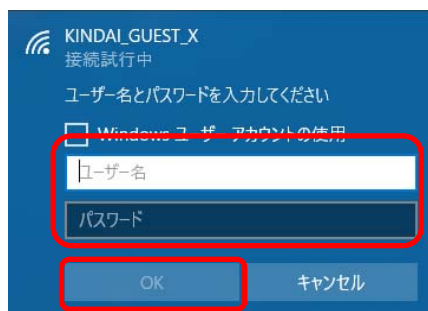 KINDAI_GUEST_X
接続試行中
ユーザー名とパスワードを入力してください
Windows ユーザー アカウントの使用
ユーザー名
パスワード
OK キャンセル